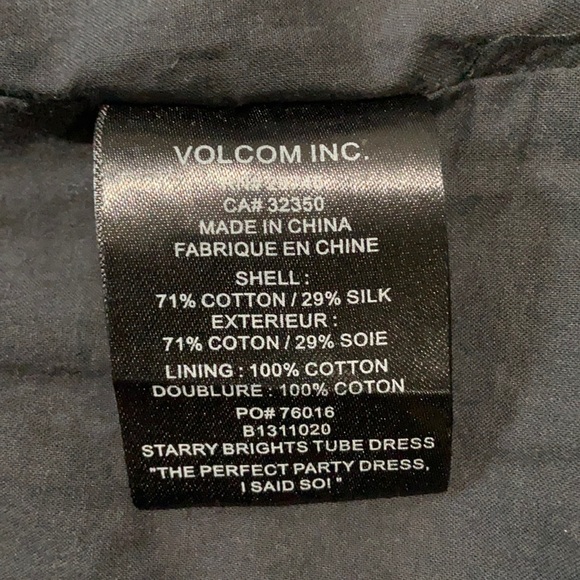 VOLCOM INC.
CA# 32350
MADE IN CHINA
FABRIQUE EN CHINE
SHELL :
71% COTTON / 29% SILK
EXTERIEUR :
71% COTON / 29% SOIE
LINING : 100% COTTON
DOUBLURE : 100% COTON
PO# 76016
B1311020
STARRY BRIGHTS TUBE DRESS
"THE PERFECT PARTY DRESS,
I SAID SO! "